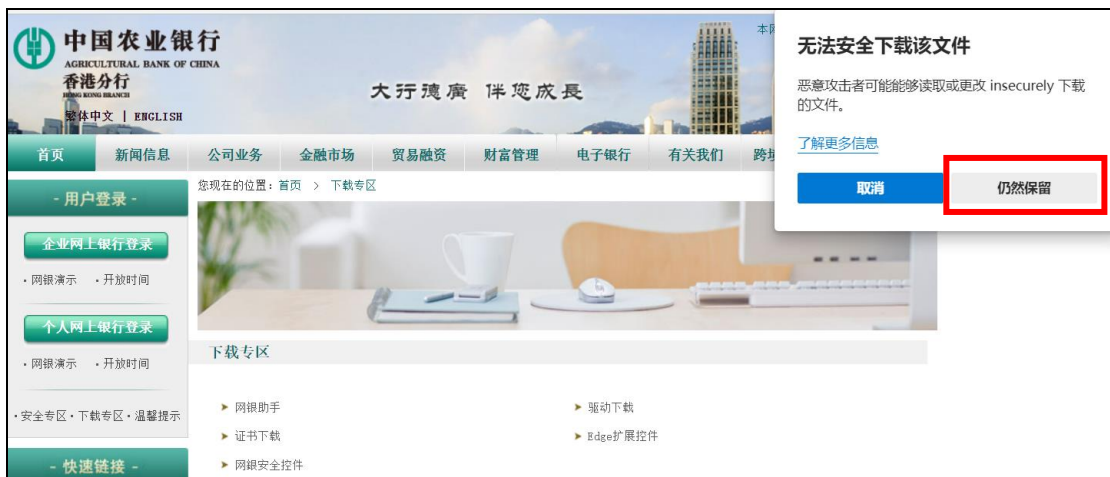 中国农业银行
AGRICULTURAL BANK OF CHINA
香港分行
HONG KONG BRANCH
繁体中文 | ENGLISH
大行德廣 伴您成長
本网
无法安全下载该文件
恶意攻击者可能能够读取或更改 insecurely 下载
的文件。
了解更多信息
取消 仍然保留
首页 新闻信息 公司业务 金融市场 贸易融资 财富管理 电子银行 有关我们 跨境
您现在的位置：首页 > 下载专区
- 用户登录 -
企业网上银行登录
·网银演示 ·开放时间
个人网上银行登录
·网银演示 ·开放时间
·安全专区·下载专区·温馨提示
- 快速链接 -
下载专区
➤ 网银助手 ➤ 驱动下载
➤ 证书下载 ➤ Edge扩展控件
➤ 网銀安全控件